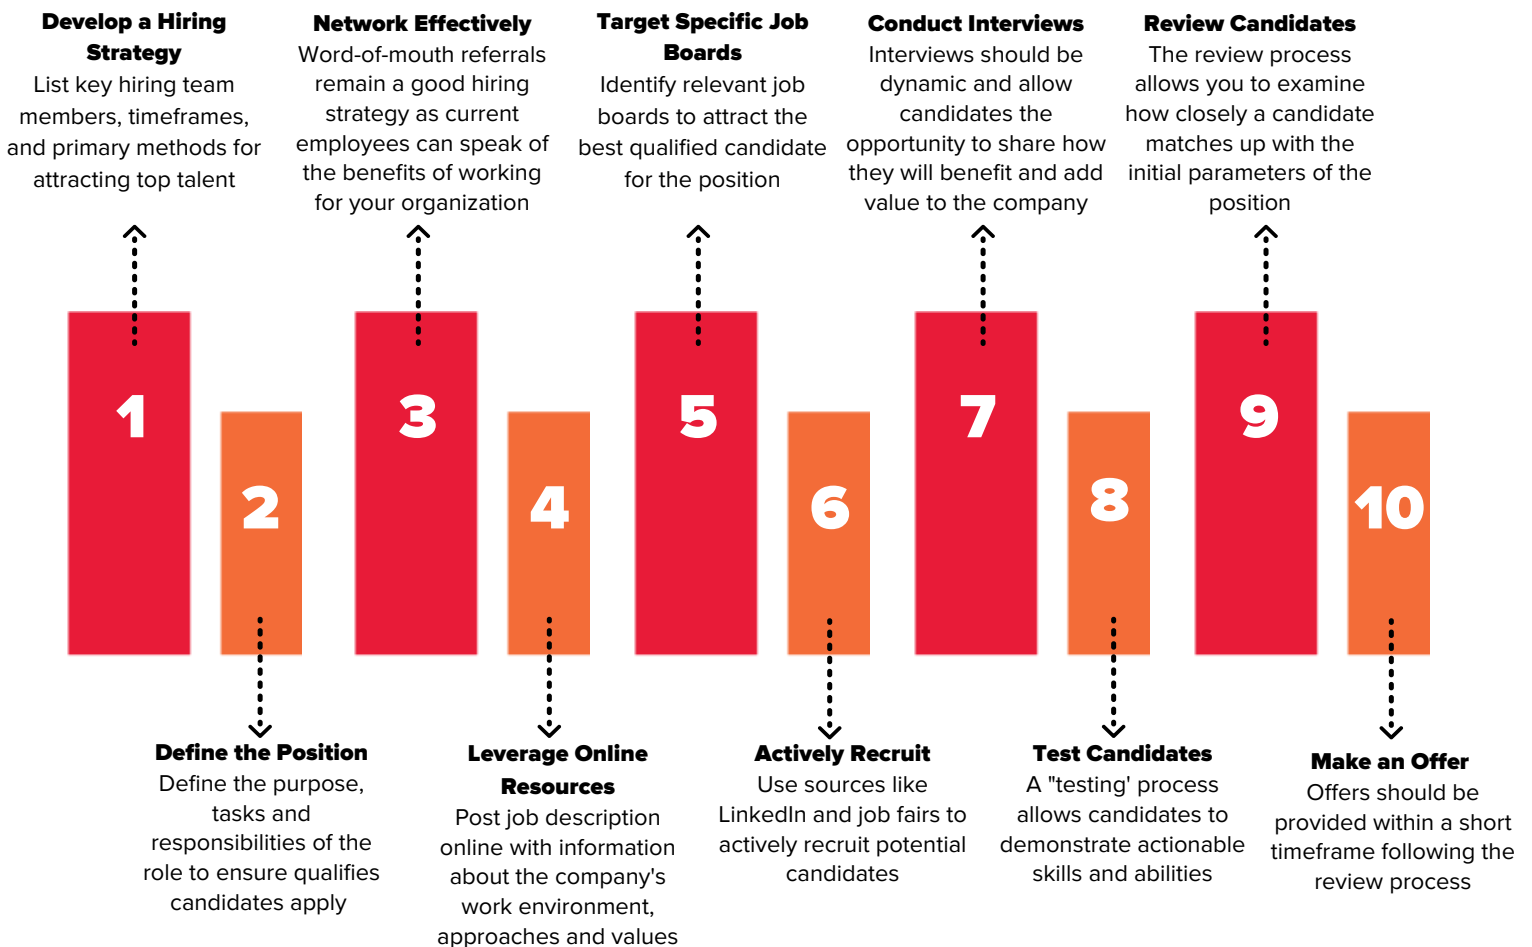 Develop a Hiring
Strategy
List key hiring team
members, timeframes,
and primary methods for
attracting top talent
Network Effectively
Word-of-mouth referrals
remain a good hiring
strategy as current
employees can speak of
the benefits of working
for your organization
Target Specific Job
Boards
Identify relevant job
boards to attract the
best qualified candidate
for the position
Conduct Interviews
Interviews should be
dynamic and allow
candidates the
opportunity to share how
they will benefit and add
value to the company
Review Candidates
The review process
allows you to examine
how closely a candidate
matches up with the
initial parameters of the
position
1
2
3
4
5
6
7
8
9
10
Define the Position
Define the purpose,
tasks and
responsibilities of the
role to ensure qualifies
candidates apply
Leverage Online
Resources
Post job description
online with information
about the company's
work environment,
approaches and values
Actively Recruit
Use sources like
LinkedIn and job fairs to
actively recruit potential
candidates
Test Candidates
A "testing' process
allows candidates to
demonstrate actionable
skills and abilities
Make an Offer
Offers should be
provided within a short
timeframe following the
review process